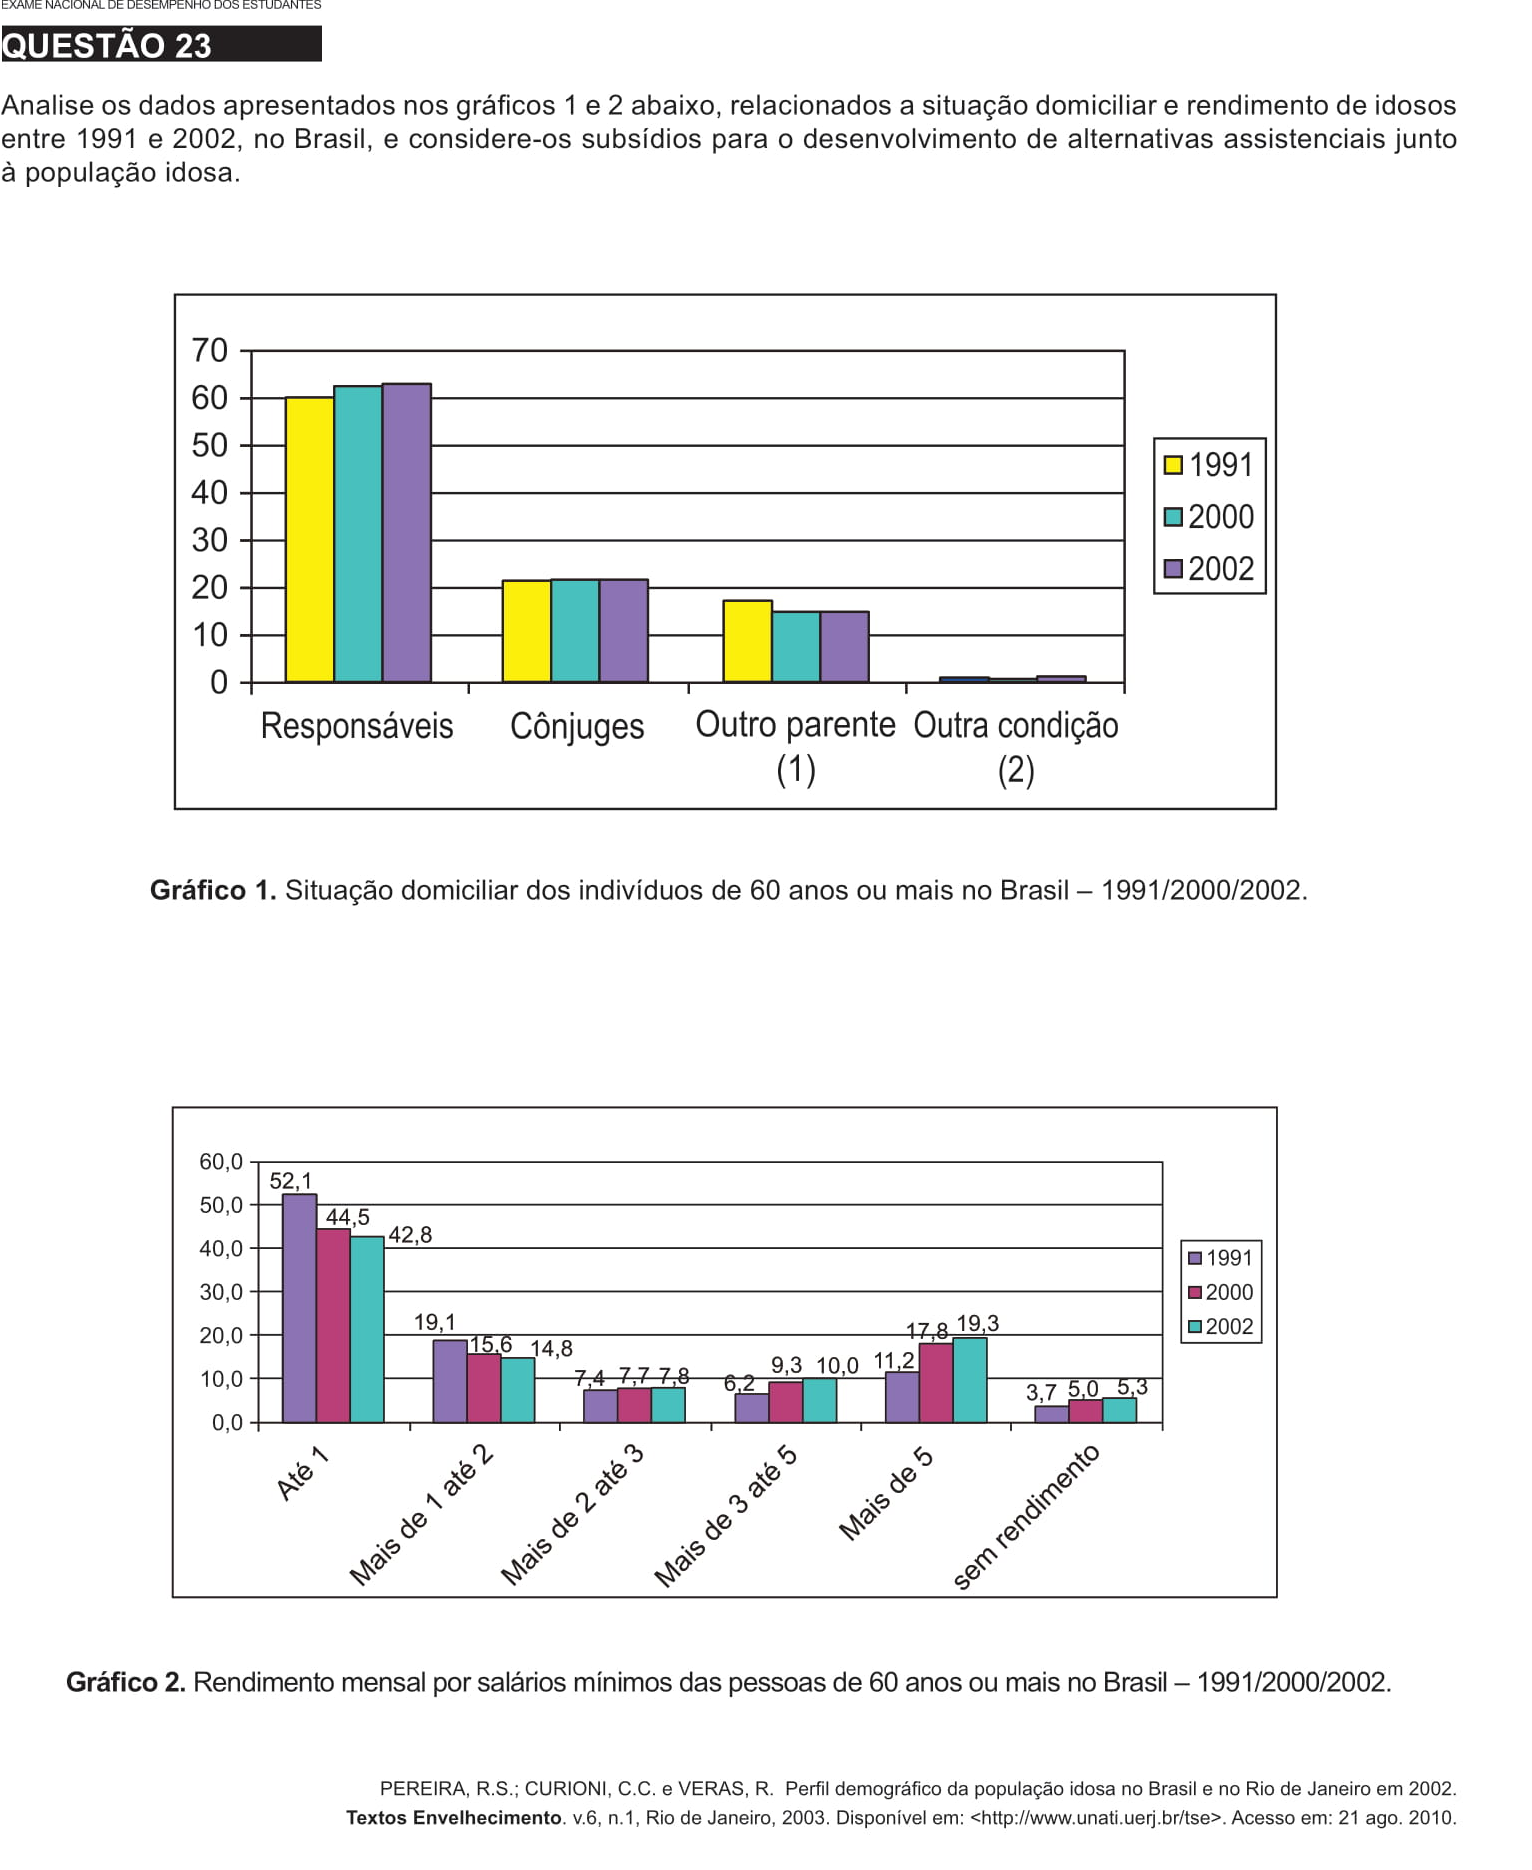 EXAME NACIONAL DE DESEMPENHO DOS ESTUDANTES
QUESTÃO 23
Analise os dados apresentados nos gráficos 1 e 2 abaixo, relacionados a situação domiciliar e rendimento de idosos
entre 1991 e 2002, no Brasil, e considere-os subsídios para o desenvolvimento de alternativas assistenciais junto
à população idosa.
70
60
50
40
30
20
10
0
Responsáveis
Cônjuges
Outro parente
(1)
Outra condição
(2)
1991
2000
2002
Gráfico 1. Situação domiciliar dos indivíduos de 60 anos ou mais no Brasil – 1991/2000/2002.
60,0
50,0
40,0
30,0
20,0
10,0
0,0
52,1
44,5
42,8
19,1
15,6
14,8
7,4
7,7
7,8
6,2
9,3
10,0
11,2
17,8
19,3
3,7
5,0
5,3
Até 1
Mais de 1 até 2
Mais de 2 até 3
Mais de 3 até 5
Mais de 5
sem rendimento
1991
2000
2002
Gráfico 2. Rendimento mensal por salários mínimos das pessoas de 60 anos ou mais no Brasil – 1991/2000/2002.
PEREIRA, R.S.; CURIONI, C.C. e VERAS, R. Perfil demográfico da população idosa no Brasil e no Rio de Janeiro em 2002.
Textos Envelhecimento. v.6, n.1, Rio de Janeiro, 2003. Disponível em: <http://www.unati.uerj.br/tse>. Acesso em: 21 ago. 2010.